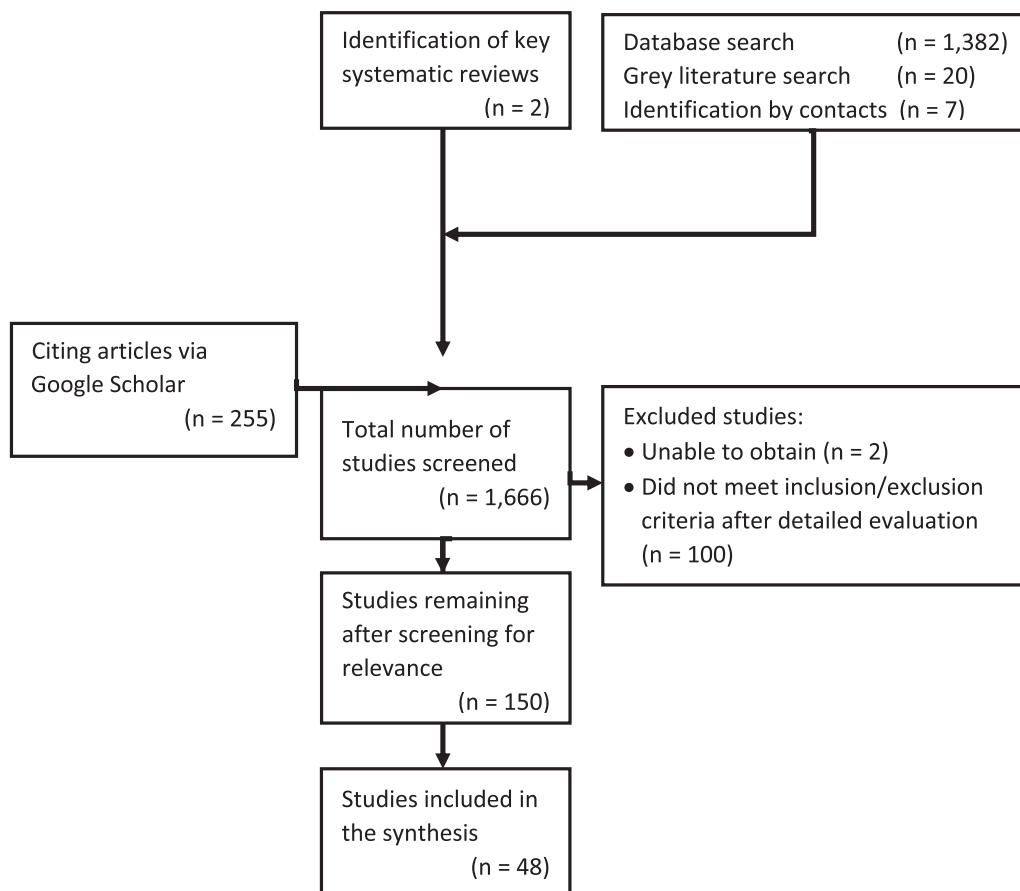 Identification of key
systematic reviews
(n = 2)
Database search (n = 1,382)
Grey literature search (n = 20)
Identification by contacts (n = 7)
Citing articles via
Google Scholar
(n = 255)
Total number of
studies screened
(n = 1,666)
Excluded studies:
• Unable to obtain (n = 2)
• Did not meet inclusion/exclusion
criteria after detailed evaluation
(n = 100)
Studies remaining
after screening for
relevance
(n = 150)
Studies included in
the synthesis
(n = 48)